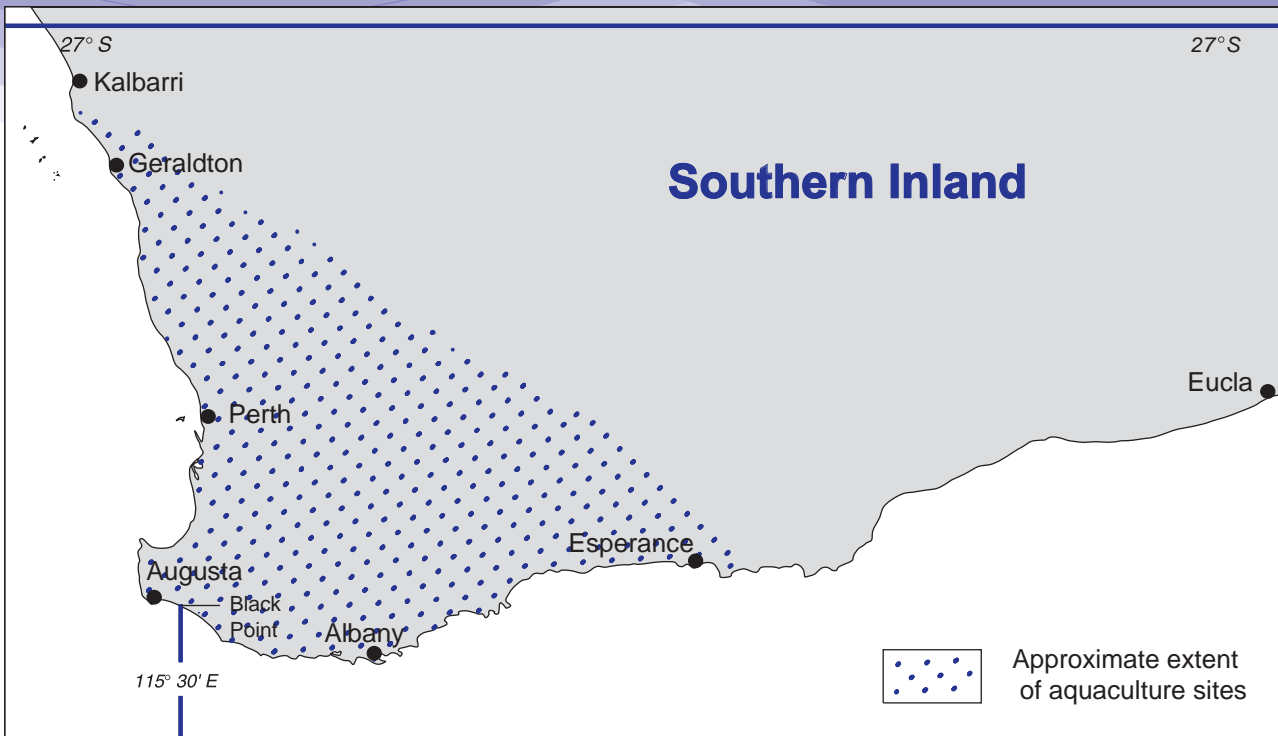 27° S
27° S
Kalbarri
Geraldton
Southern Inland
Eucla
Perth
Esperance
Augusta
Black
Point
Albany
115° 30' E
Approximate extent
of aquaculture sites